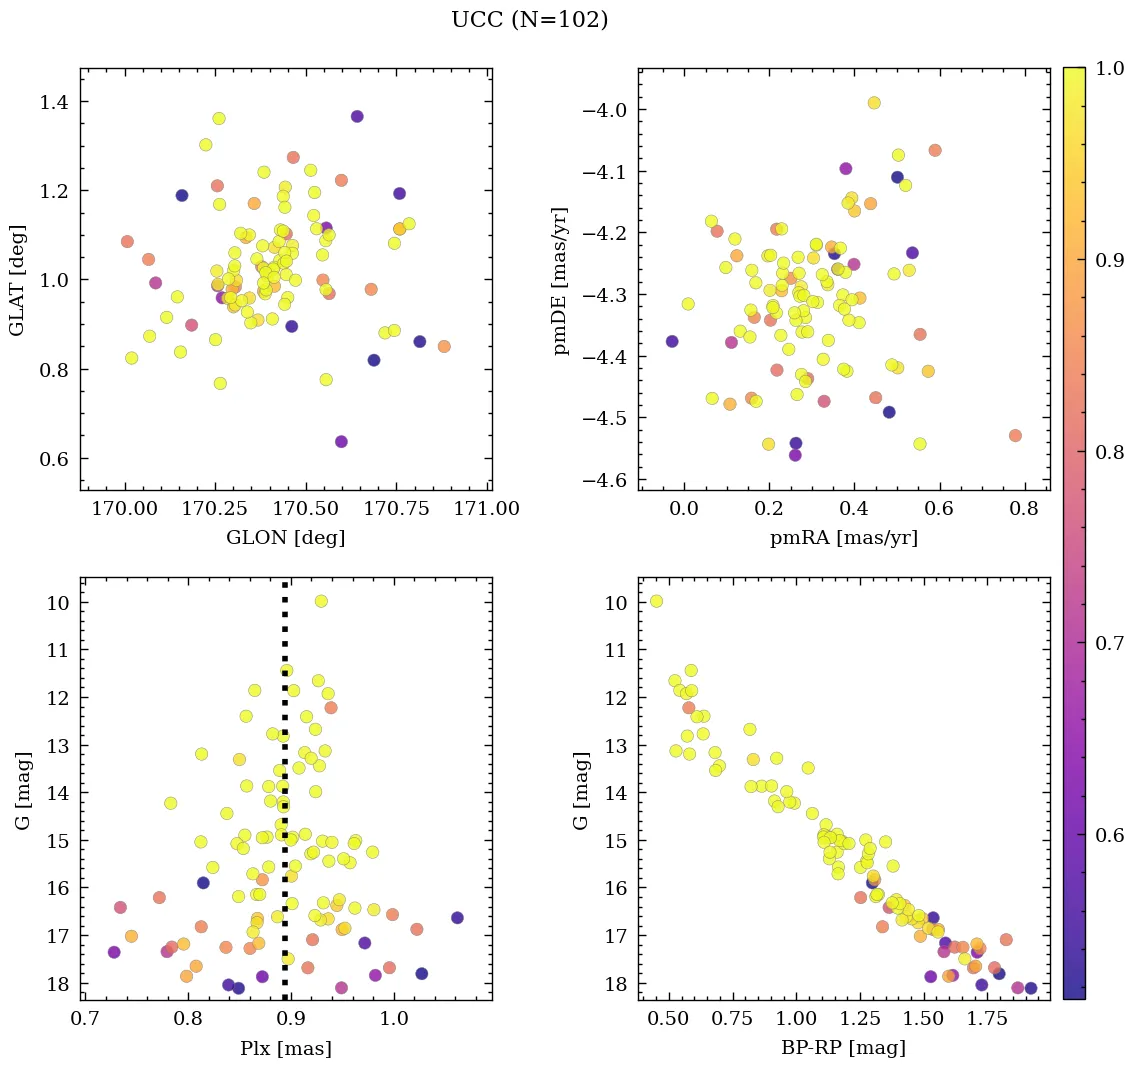 UCC (N=102)
1.4
1.2
1.0
0.8
0.6
GLAT [deg]
170.00 170.25 170.50 170.75 171.00
GLON [deg]
−4.0
−4.1
−4.2
−4.3
−4.4
−4.5
−4.6
pmDE [mas/yr]
0.0 0.2 0.4 0.6 0.8
pmRA [mas/yr]
1.0
0.9
0.8
0.7
0.6
10
11
12
13
14
15
16
17
18
G [mag]
0.7 0.8 0.9 1.0
Plx [mas]
10
11
12
13
14
15
16
17
18
G [mag]
0.50 0.75 1.00 1.25 1.50 1.75
BP-RP [mag]